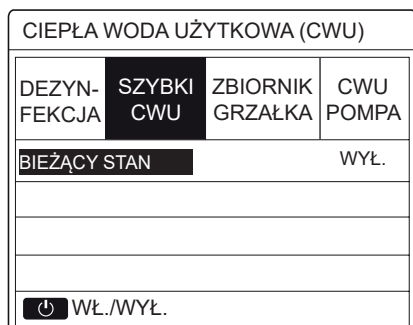 CIEPŁA WODA UŻYTKOWA (CWU)
DEZYN-
FEKCJA
SZYBKI
CWU
ZBIORNIK
GRZAŁKA
CWU
POMPA
BIEŻĄCY STAN WYŁ.
WŁ./WYŁ.